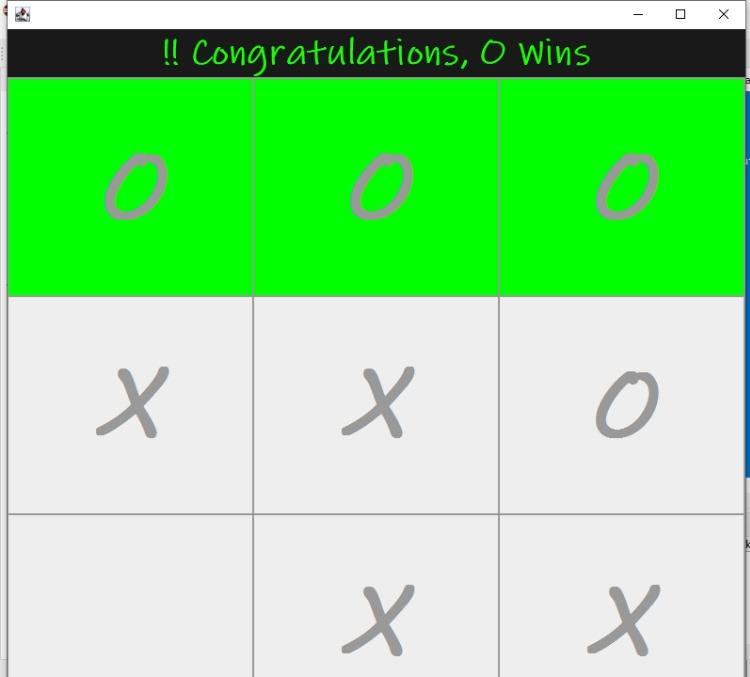 !! Congratulations, O Wins
O O O
X X O
X X